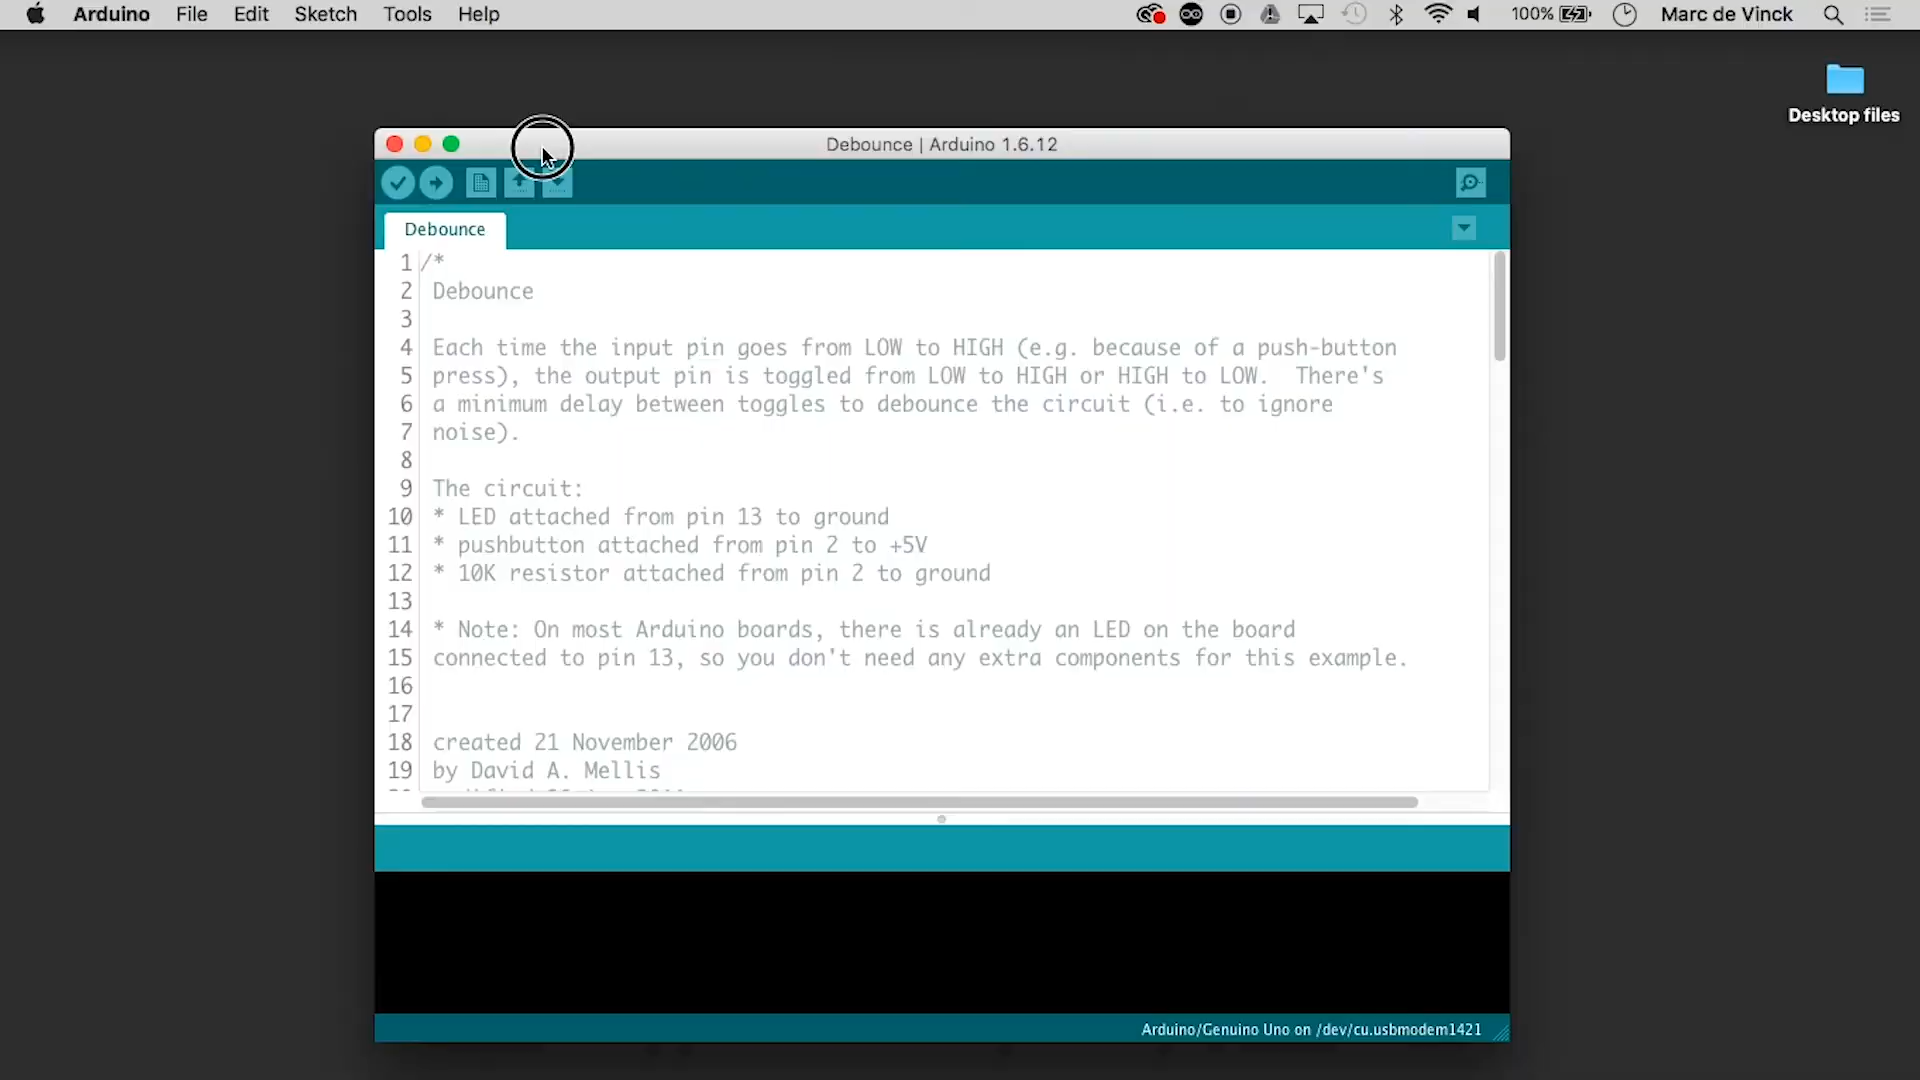 Arduino File Edit Sketch Tools Help 100% Marc de Vinck
Desktop files
Debounce | Arduino 1.6.12
Debounce
1 /*
2 Debounce
3
4 Each time the input pin goes from LOW to HIGH (e.g. because of a push-button
5 press), the output pin is toggled from LOW to HIGH or HIGH to LOW.  There's
6 a minimum delay between toggles to debounce the circuit (i.e. to ignore
7 noise).
8
9 The circuit:
10 * LED attached from pin 13 to ground
11 * pushbutton attached from pin 2 to +5V
12 * 10K resistor attached from pin 2 to ground
13
14 * Note: On most Arduino boards, there is already an LED on the board
15 connected to pin 13, so you don't need any extra components for this example.
16
17
18 created 21 November 2006
19 by David A. Mellis
Arduino/Genuino Uno on /dev/cu.usbmodem1421